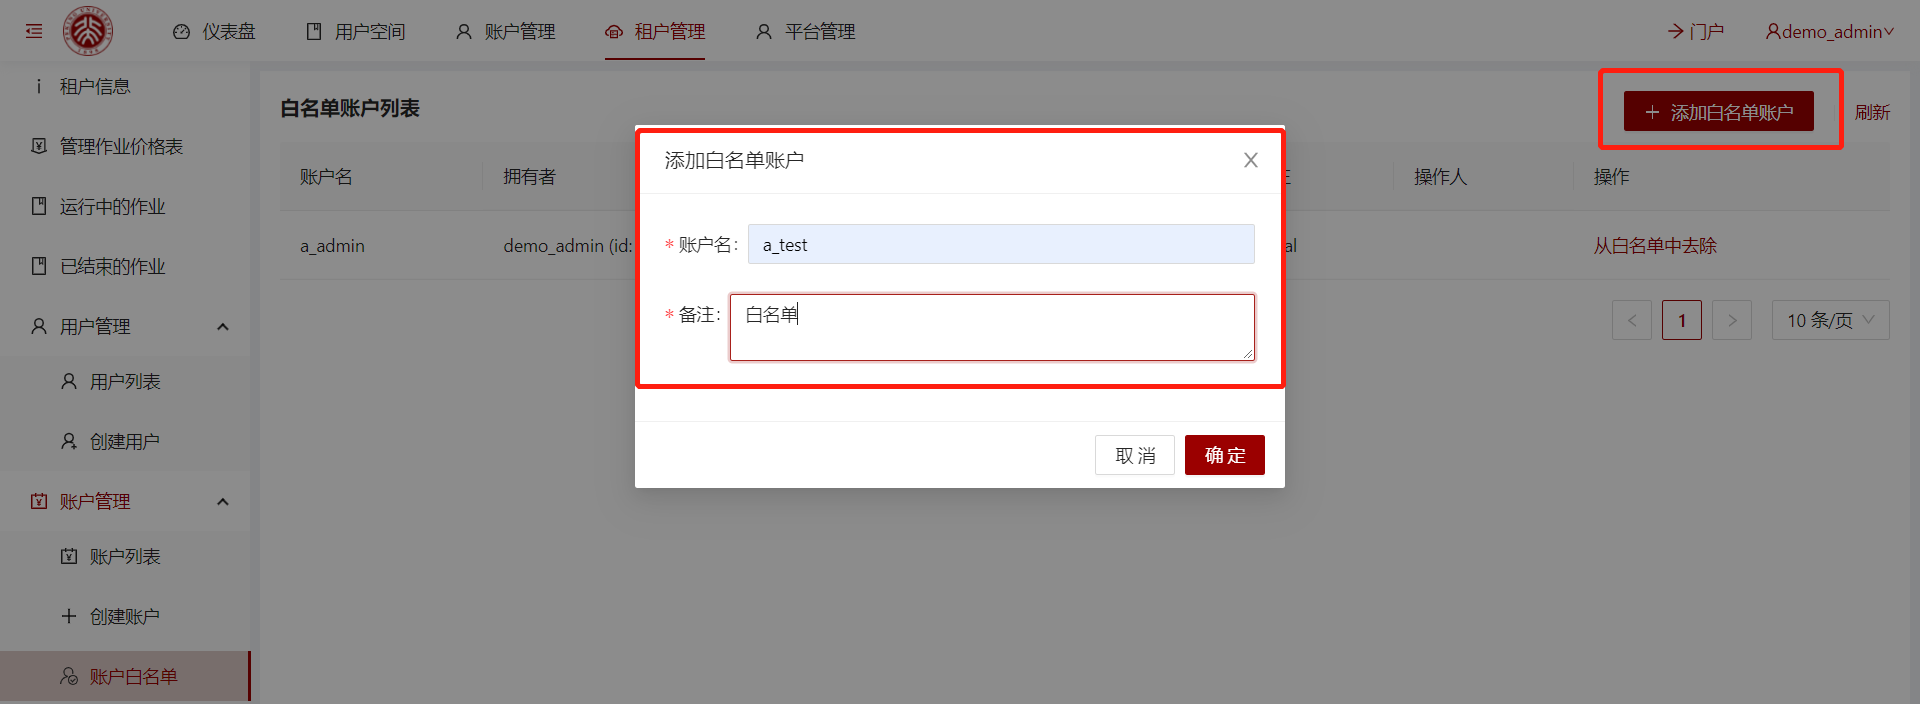 仪表盘
用户空间
账户管理
租户管理
平台管理
门户
demo_admin
租户信息
管理作业价格表
运行中的作业
已结束的作业
用户管理
用户列表
创建用户
账户管理
账户列表
创建账户
账户白名单
白名单账户列表
添加白名单账户
刷新
账户名
拥有者
操作人
操作
a_admin
demo_admin (id:
al
从白名单中去除
1
10 条/页
添加白名单账户
* 账户名:
a_test
* 备注:
白名单
取 消
确 定